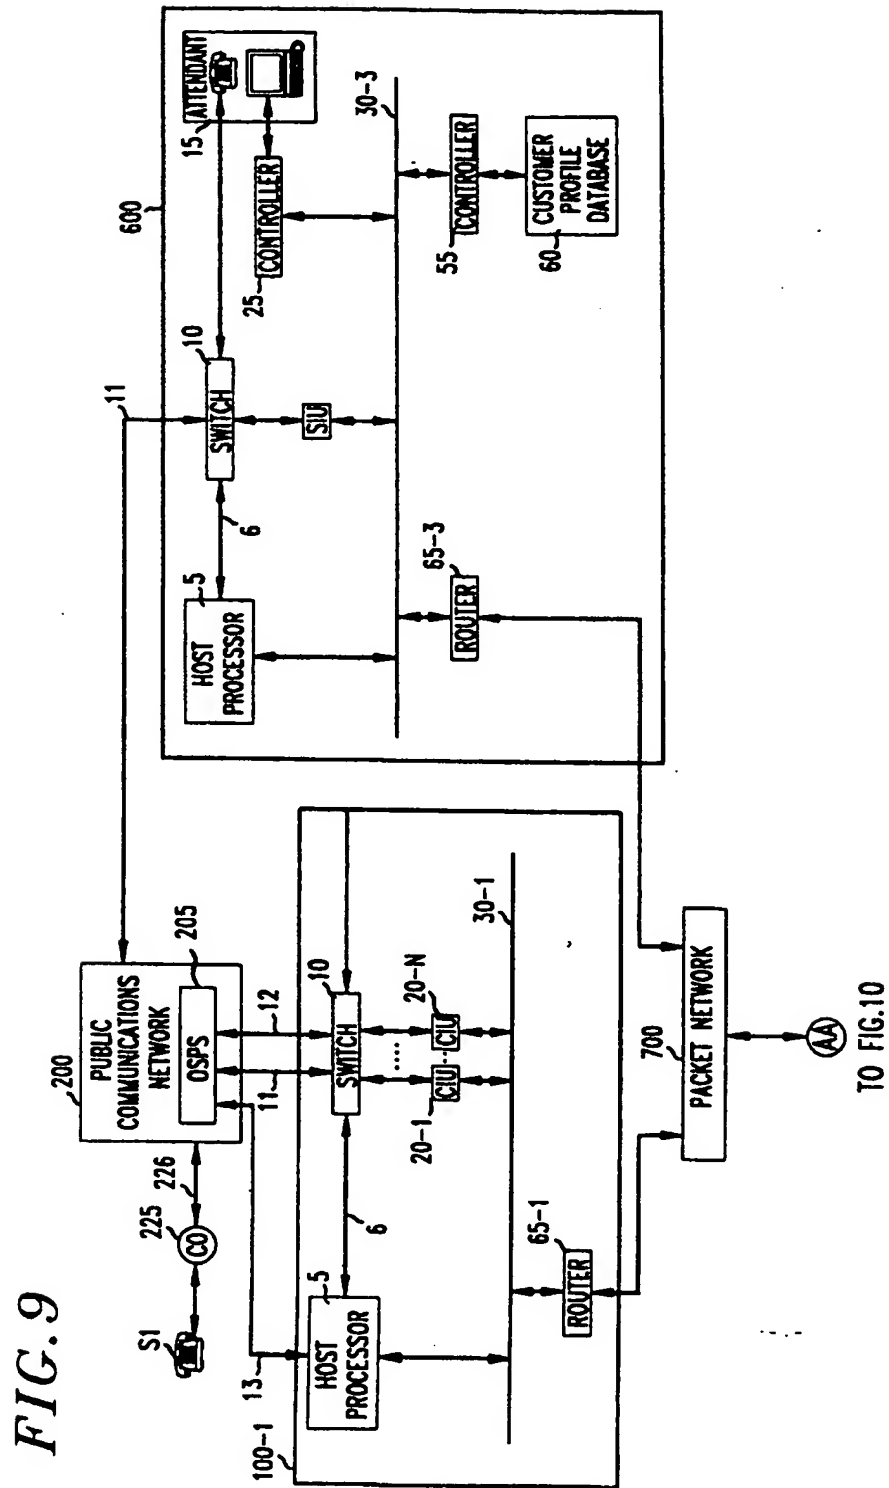 FIG. 9
S1
225
CO
226
200
PUBLIC
COMMUNICATIONS
NETWORK
OSPS
205
11
12
13
100-1
HOST
PROCESSOR
5
6
SWITCH
10
CIU
....
CIU
20-1
20-N
30-1
65-1
ROUTER
11
600
HOST
PROCESSOR
5
6
SWITCH
10
SIU
ATTENDANT
15
CONTROLLER
25
30-3
65-3
ROUTER
CONTROLLER
55
CUSTOMER
PROFILE
DATABASE
60
700
PACKET NETWORK
AA
TO FIG.10